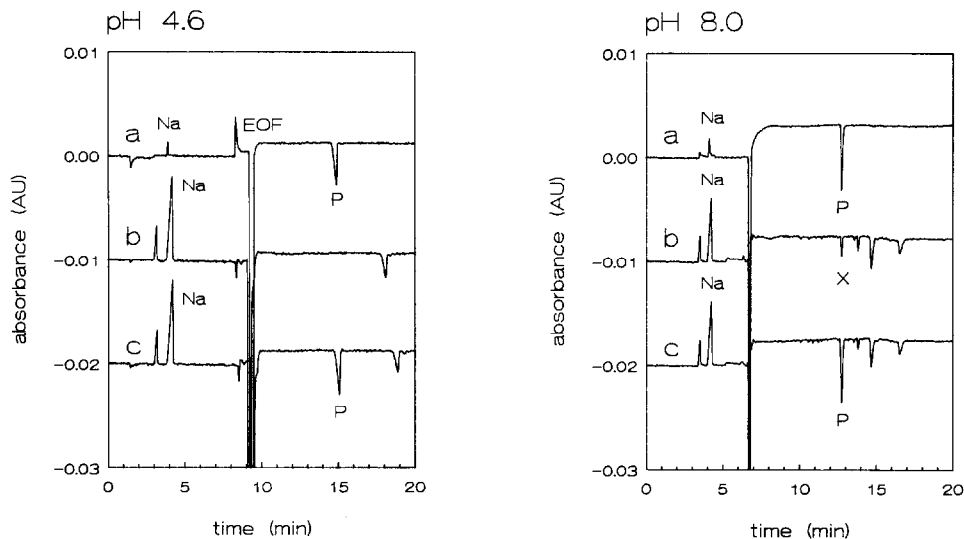 pH 4.6
0.01
0.00
-0.01
-0.02
-0.03
absorbance (AU)
a
Na
EOF
P
b
Na
c
Na
P
0 5 10 15 20
time (min)
pH 8.0
0.01
0.00
-0.01
-0.02
-0.03
absorbance (AU)
a
Na
P
b
Na
X
c
Na
P
0 5 10 15 20
time (min)